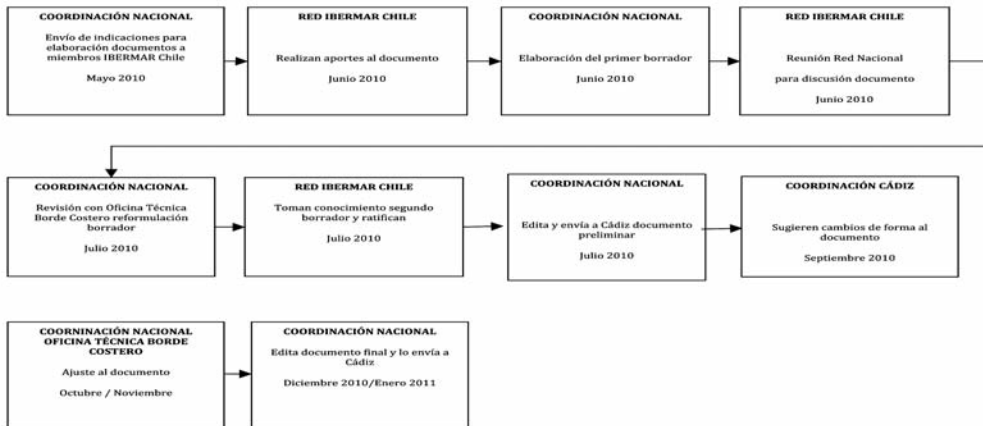 COORDINACIÓN NACIONAL
Envío de indicaciones para
elaboración documentos a
miembros IBERMAR Chile
Mayo 2010
RED IBERMAR CHILE
Realizan aportes al documento
Junio 2010
COORDINACIÓN NACIONAL
Elaboración del primer borrador
Junio 2010
RED IBERMAR CHILE
Reunión Red Nacional
para discusión documento
Junio 2010
COORDINACIÓN NACIONAL
Revisión con Oficina Técnica
Borde Costero reformulación
borrador
Julio 2010
RED IBERMAR CHILE
Toman conocimiento segundo
borrador y ratifican
Julio 2010
COORDINACIÓN NACIONAL
Edita y envía a Cádiz documento
preliminar
Julio 2010
COORDINACIÓN CÁDIZ
Sugieren cambios de forma al
documento
Septiembre 2010
COORNINACIÓN NACIONAL
OFICINA TÉCNICA BORDE
COSTERO
Ajuste al documento
Octubre / Noviembre
COORDINACIÓN NACIONAL
Edita documento final y lo envía a
Cádiz
Diciembre 2010/Enero 2011